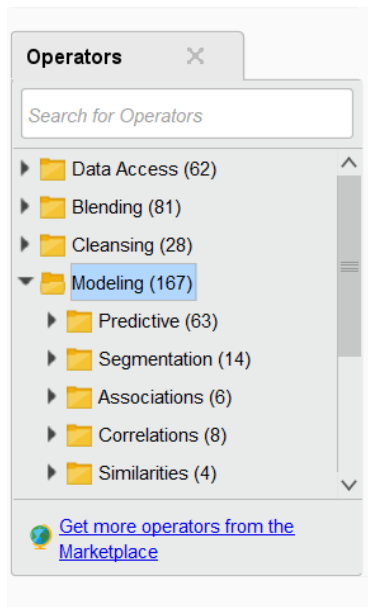 Operators
Search for Operators
Data Access (62)
Blending (81)
Cleansing (28)
Modeling (167)
Predictive (63)
Segmentation (14)
Associations (6)
Correlations (8)
Similarities (4)
Get more operators from the
Marketplace